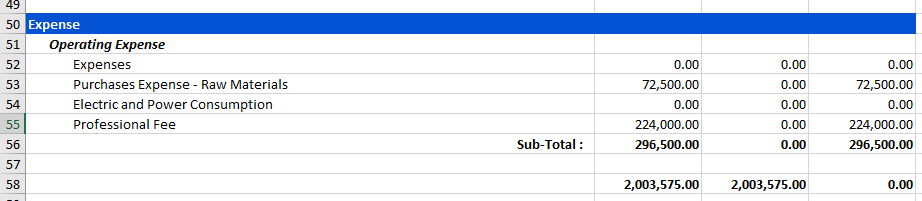 49
50 Expense
51 Operating Expense
52 Expenses 0.00 0.00 0.00
53 Purchases Expense - Raw Materials 72,500.00 0.00 72,500.00
54 Electric and Power Consumption 0.00 0.00 0.00
55 Professional Fee 224,000.00 0.00 224,000.00
56 Sub-Total : 296,500.00 0.00 296,500.00
57
58 2,003,575.00 2,003,575.00 0.00